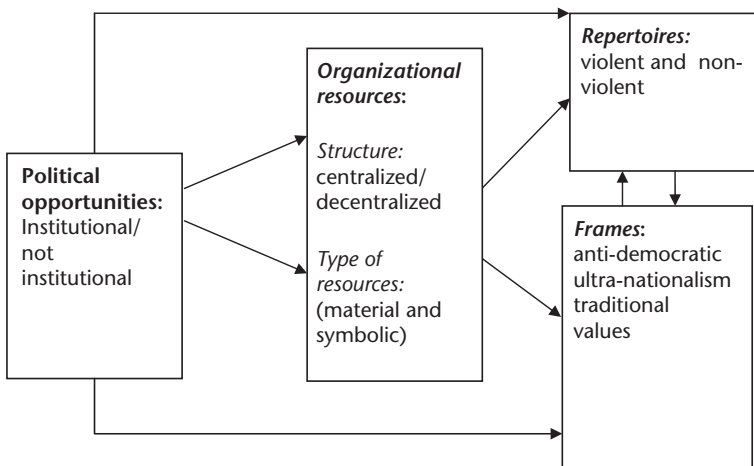 Political
opportunities:
Institutional/
not
institutional
Organizational
resources:
Structure:
centralized/
decentralized
Type of
resources:
(material and
symbolic)
Repertoires:
violent and non-
violent
Frames:
anti-democratic
ultra-nationalism
traditional
values